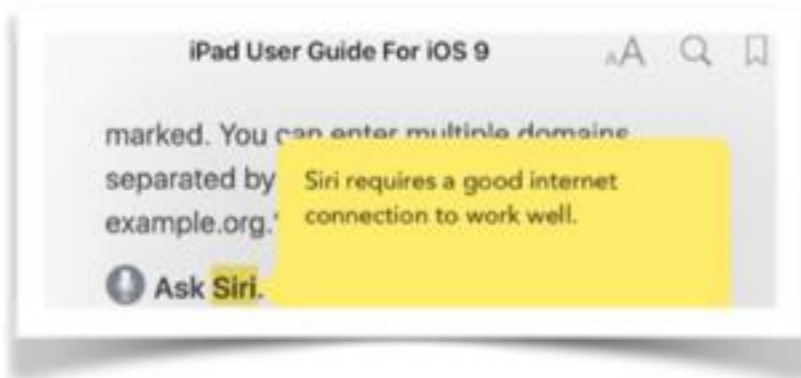 iPad User Guide For iOS 9 AA
marked. You can enter multiple domains
separated by
example.org."
Siri requires a good internet
connection to work well.
Ask Siri.